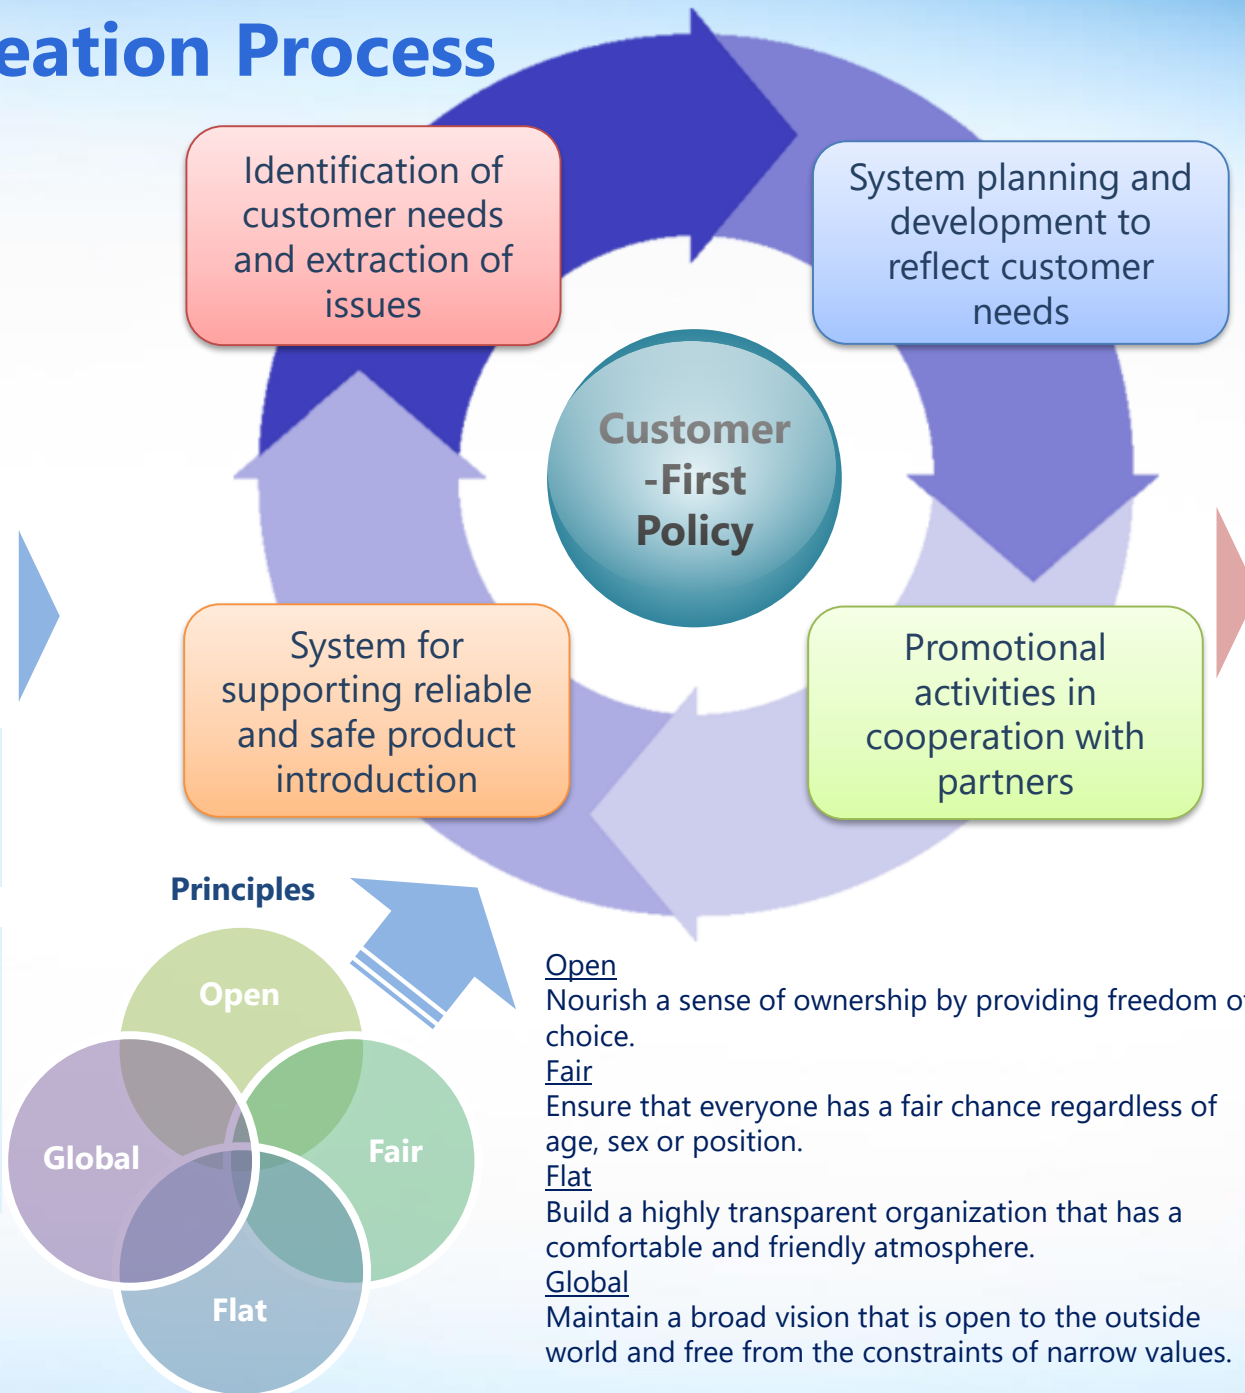 eation Process
Identification of
customer needs
and extraction of
issues
System planning and
development to
reflect customer
needs
Customer
-First
Policy
System for
supporting reliable
and safe product
introduction
Promotional
activities in
cooperation with
partners
Principles
Open
Global
Fair
Flat
Open
Nourish a sense of ownership by providing freedom of
choice.
Fair
Ensure that everyone has a fair chance regardless of
age, sex or position.
Flat
Build a highly transparent organization that has a
comfortable and friendly atmosphere.
Global
Maintain a broad vision that is open to the outside
world and free from the constraints of narrow values.